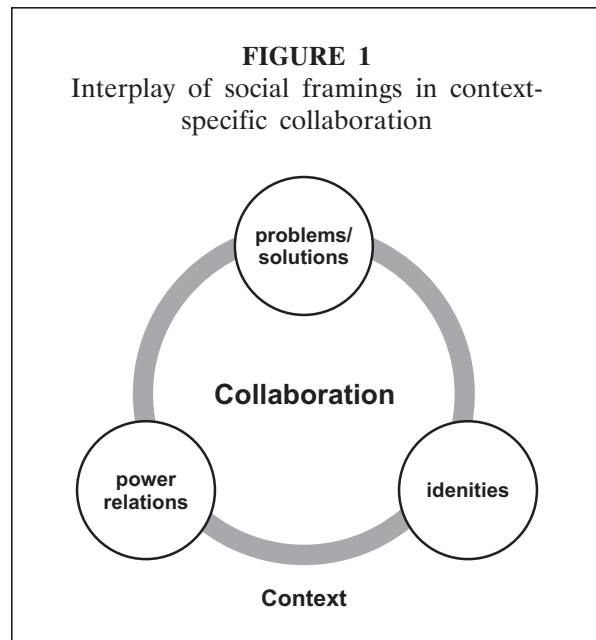 FIGURE 1
Interplay of social framings in context-
specific collaboration
problems/
solutions
Collaboration
power
relations
idenities
Context